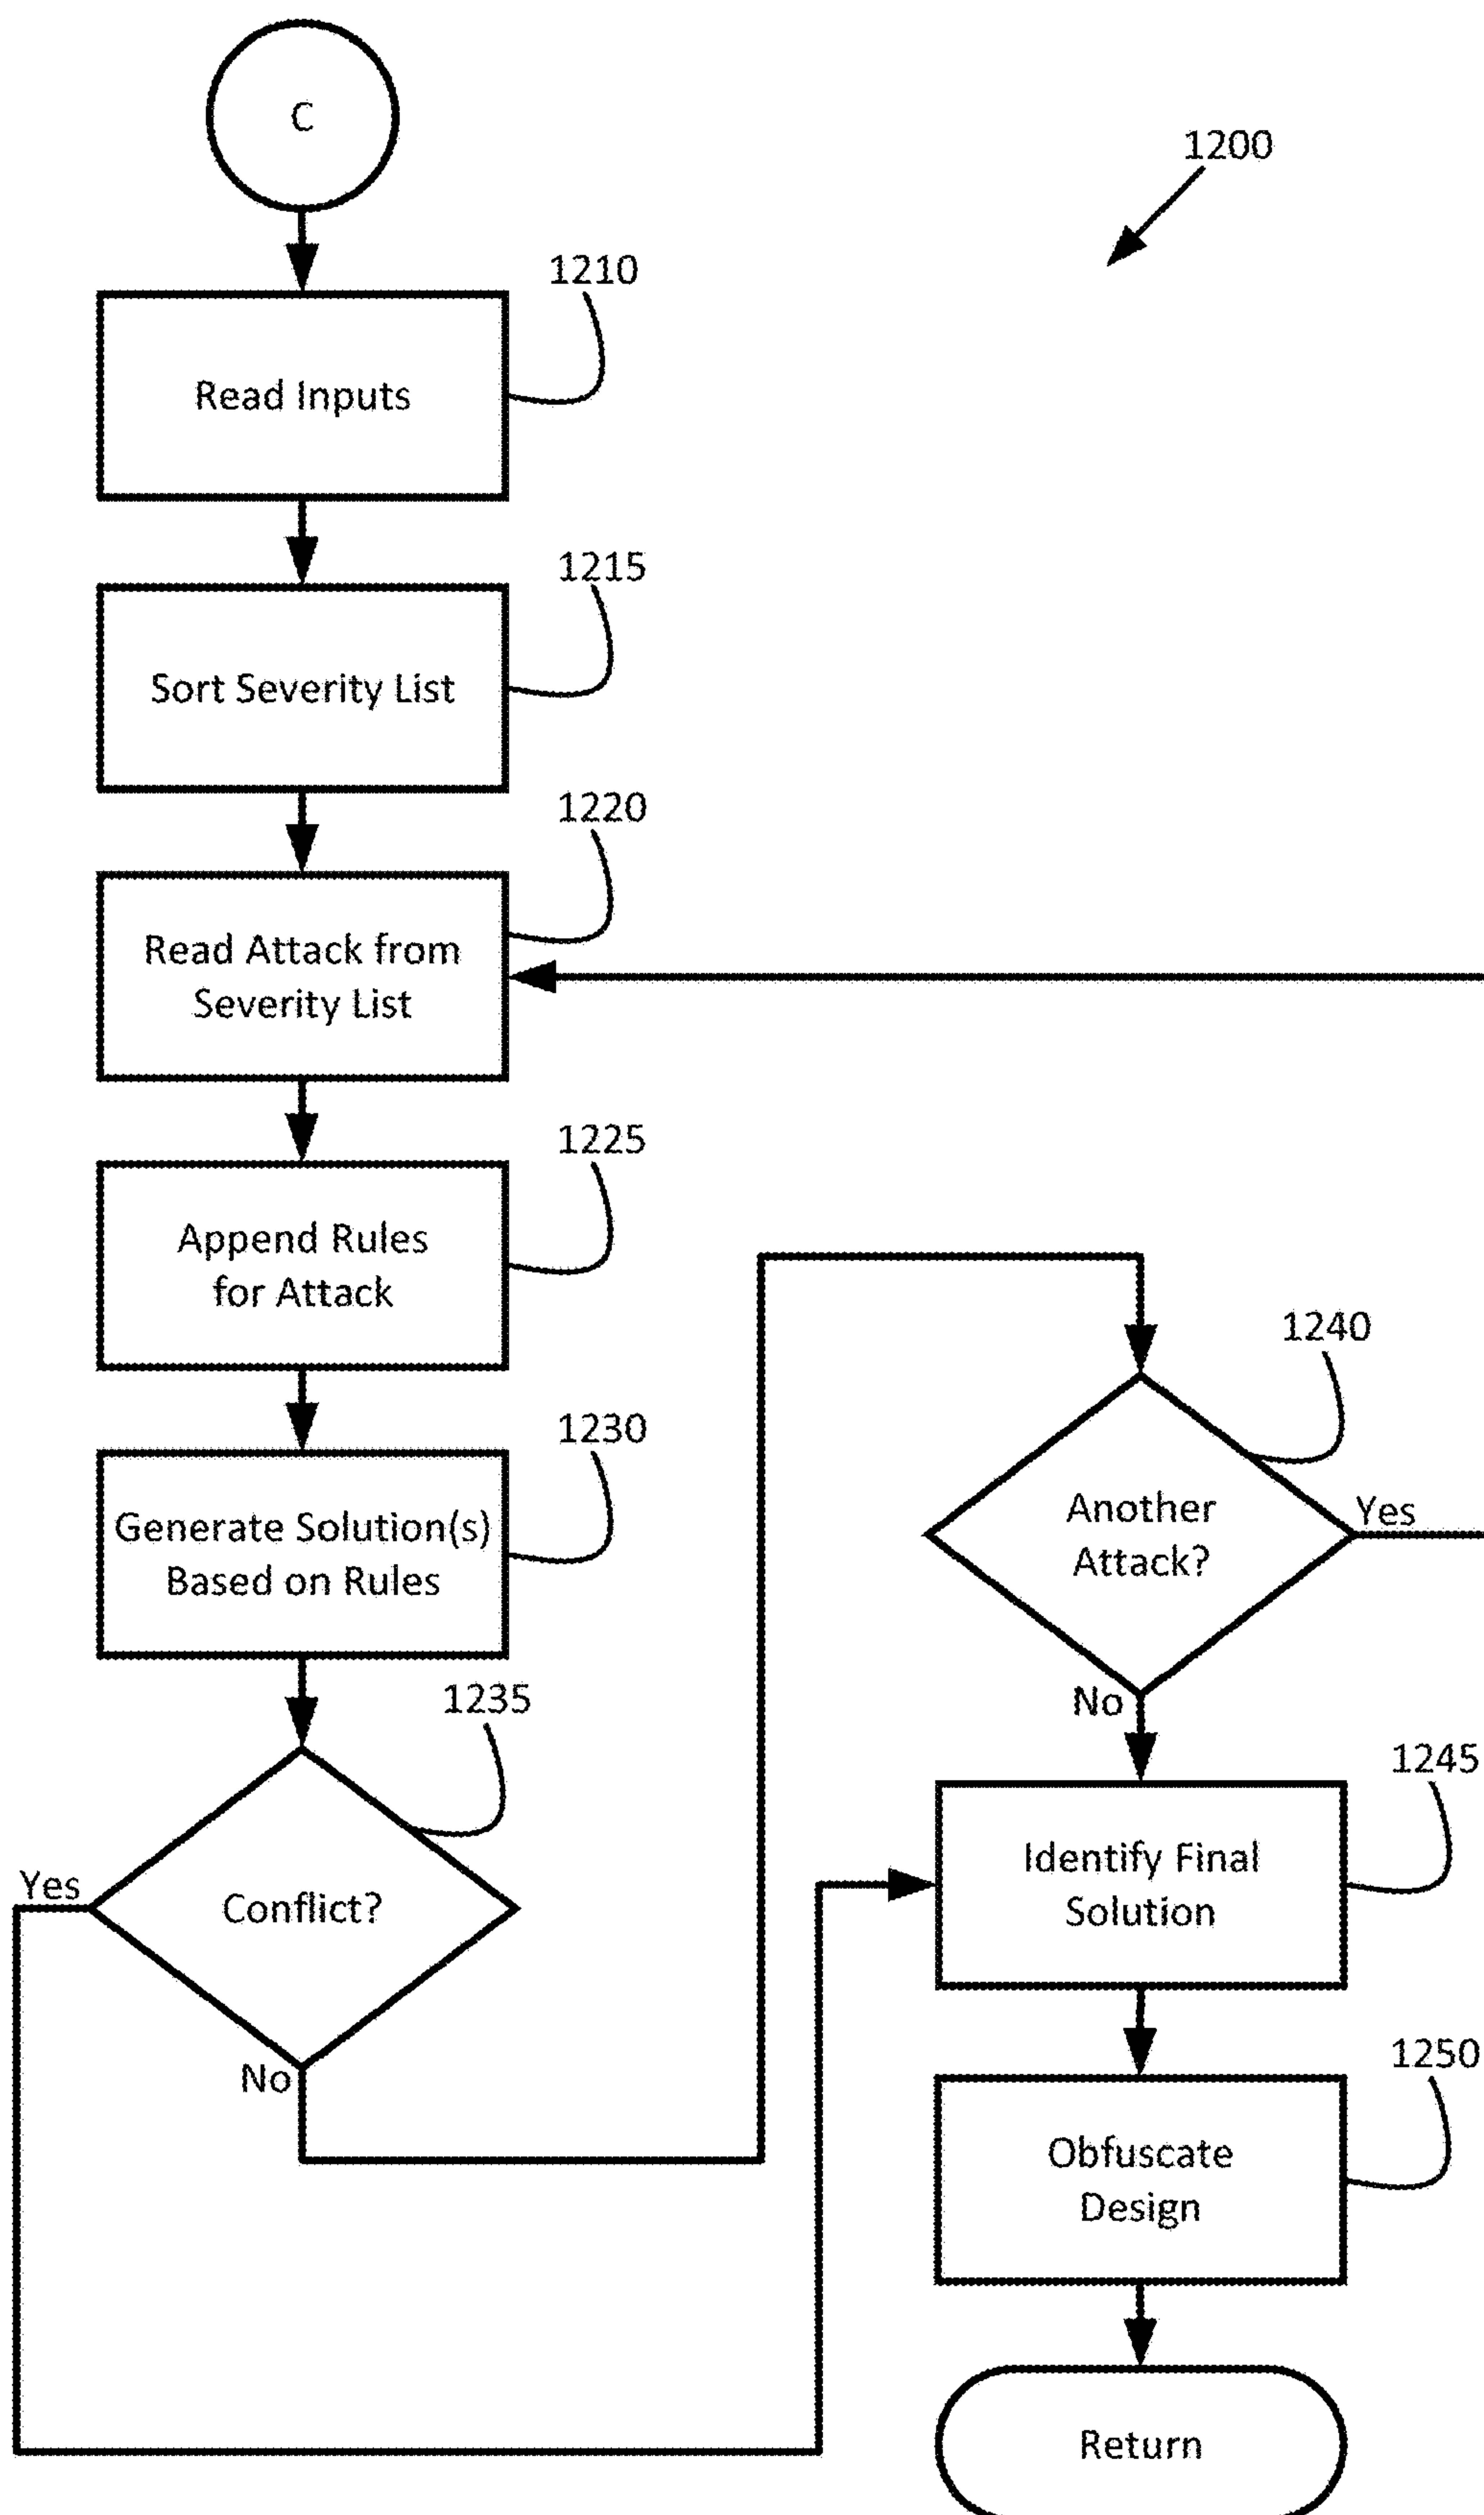 C
1200
1210
Read Inputs
1215
Sort Severity List
1220
Read Attack from
Severity List
1225
Append Rules
for Attack
1230
Generate Solution(s)
Based on Rules
1235
Yes
Conflict?
No
1240
Another
Attack?
Yes
No
1245
Identify Final
Solution
1250
Obfuscate
Design
Return